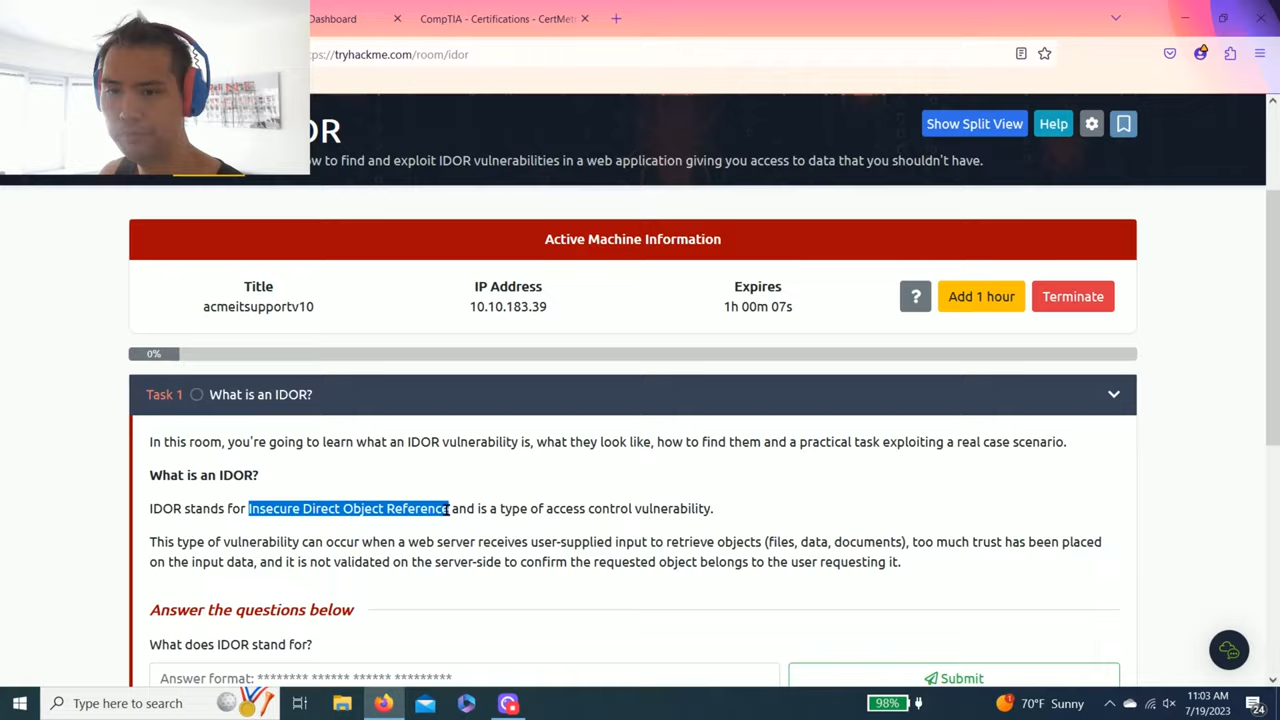 Dashboard
CompTIA - Certifications - CertMet
ps://tryhackme.com/room/idor
OR
Show Split View
Help
ow to find and exploit IDOR vulnerabilities in a web application giving you access to data that you shouldn't have.
Active Machine Information
Title
IP Address
Expires
acmeitsupportv10
10.10.183.39
1h 00m 07s
?
Add 1 hour
Terminate
0%
Task 1
What is an IDOR?
In this room, you're going to learn what an IDOR vulnerability is, what they look like, how to find them and a practical task exploiting a real case scenario.
What is an IDOR?
IDOR stands for Insecure Direct Object Reference and is a type of access control vulnerability.
This type of vulnerability can occur when a web server receives user-supplied input to retrieve objects (files, data, documents), too much trust has been placed
on the input data, and it is not validated on the server-side to confirm the requested object belongs to the user requesting it.
Answer the questions below
What does IDOR stand for?
Answer format: ******** ****** ****** *********
Submit
Type here to search
98%
70°F Sunny
11:03 AM
7/19/2023
24